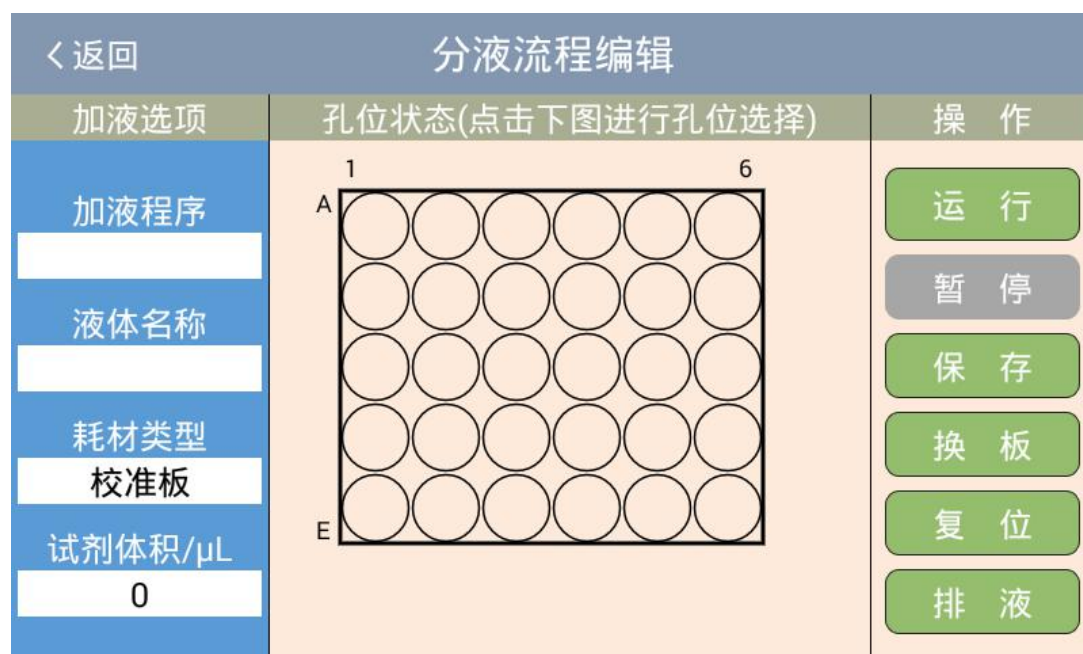 < 返回
分液流程编辑
加液选项
孔位状态(点击下图进行孔位选择)
操 作
加液程序
液体名称
耗材类型
校准板
试剂体积/μL
0
1
6
A
E
运 行
暂 停
保 存
换 板
复 位
排 液